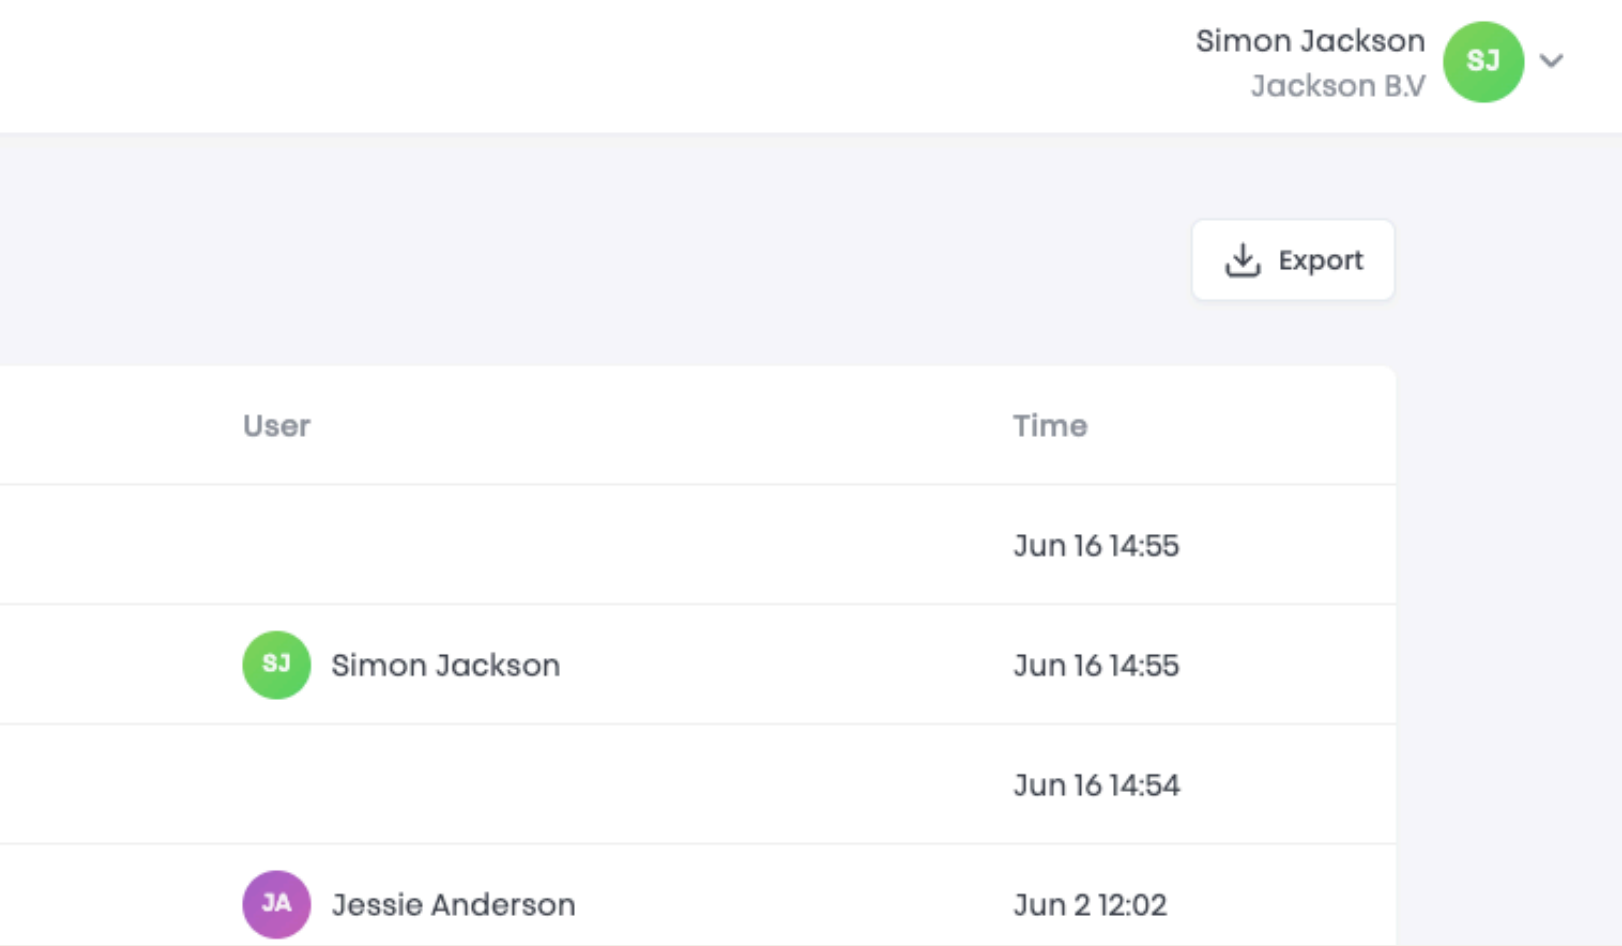 Simon Jackson
Jackson B.V
SJ
Export
User Time
Jun 16 14:55
SJ Simon Jackson Jun 16 14:55
Jun 16 14:54
JA Jessie Anderson Jun 2 12:02